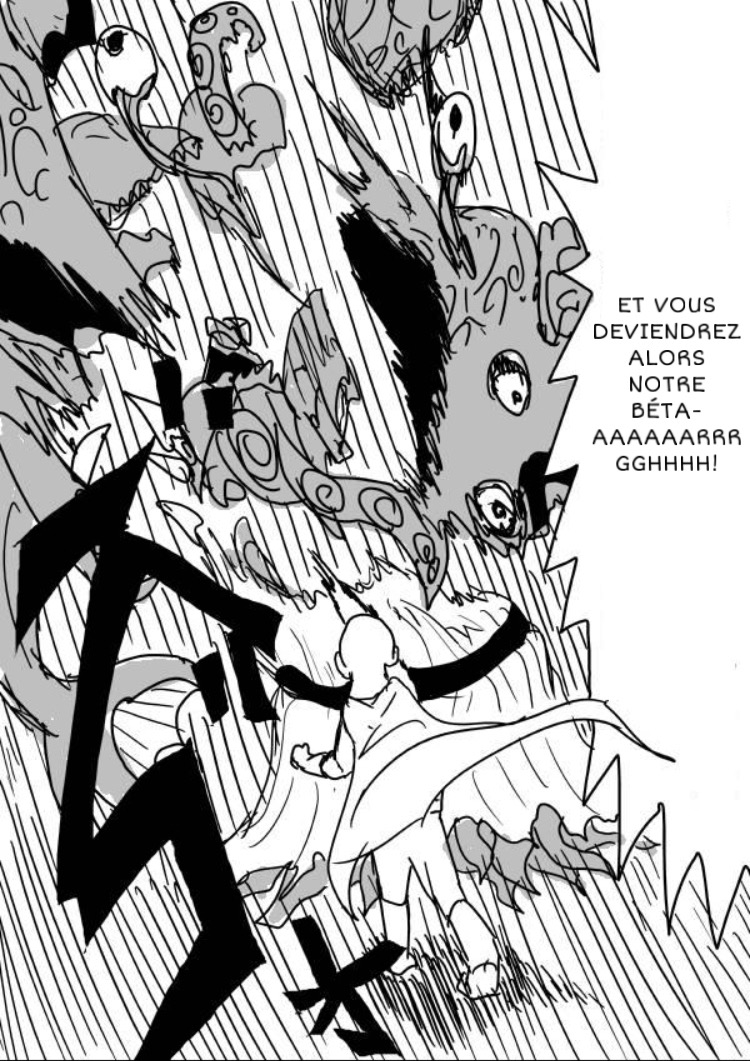 ET VOUS
DEVIENDREZ
ALORS
NOTRE
BÉTA-
AAAAAARRR
GGHHHH!